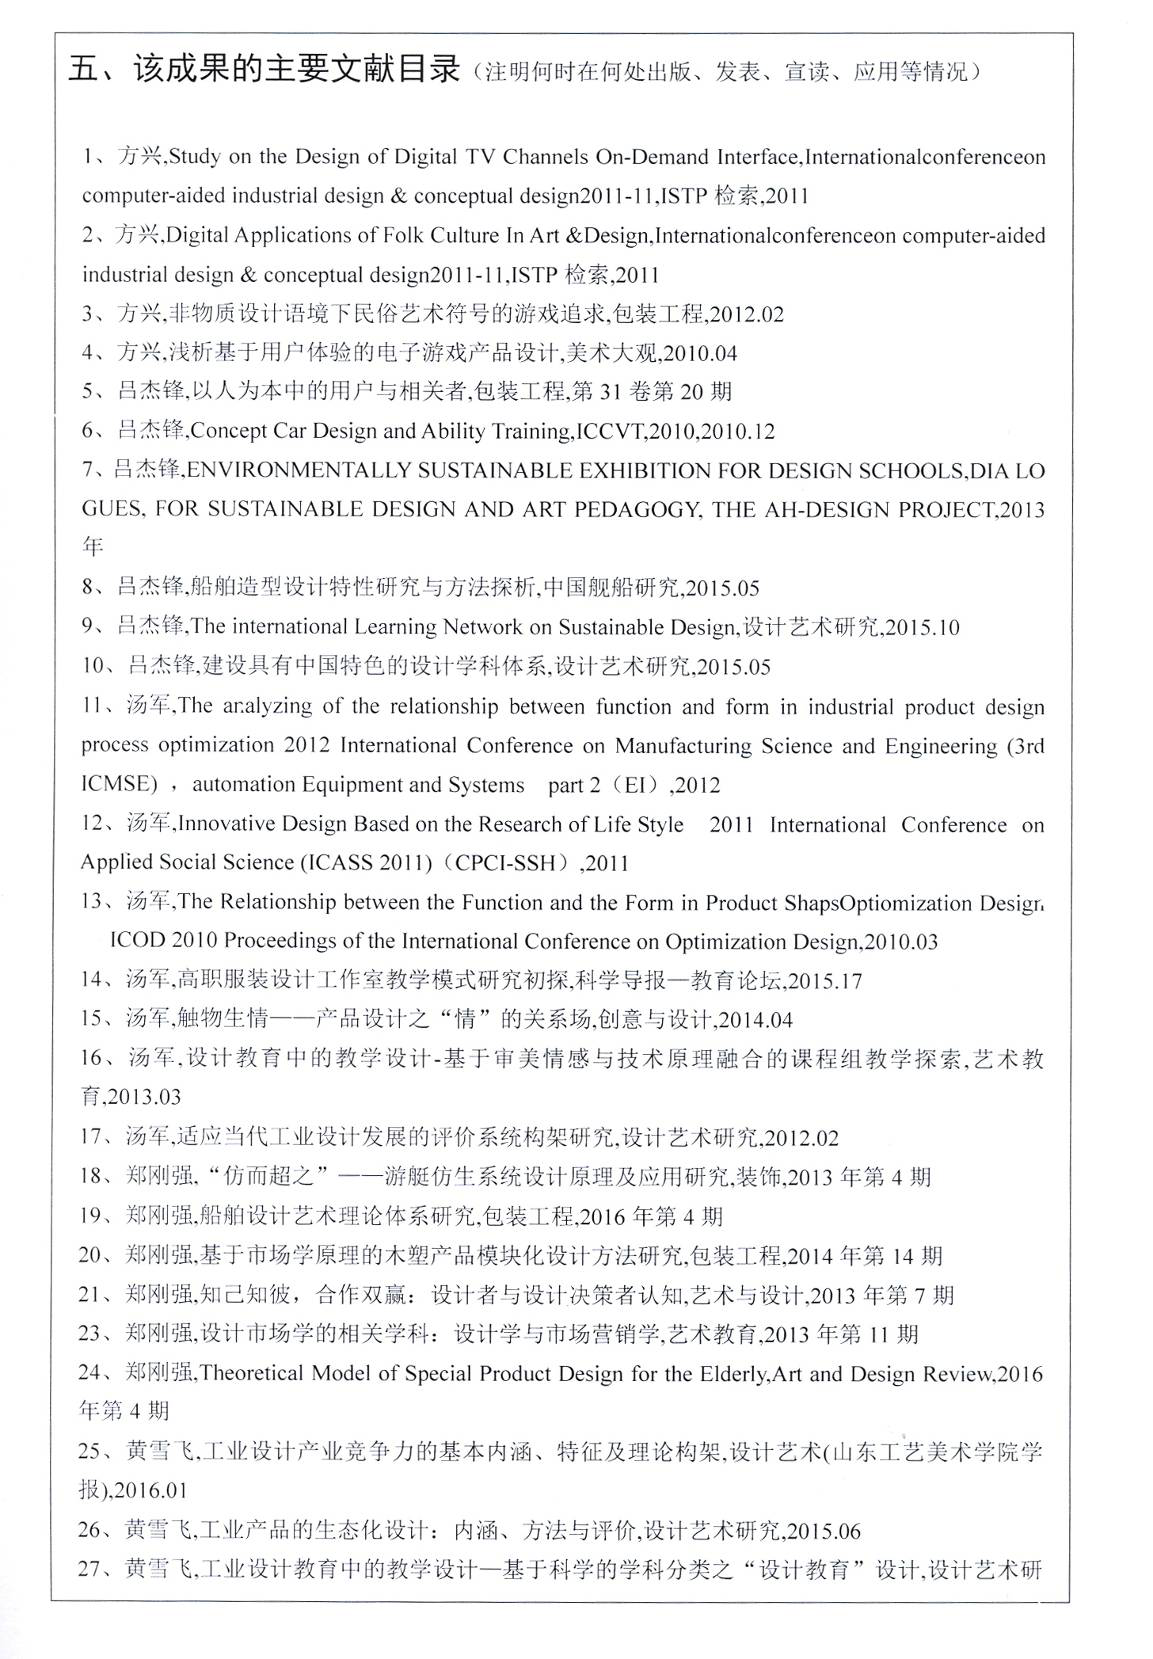 五、该成果的主要文献目录（注明何时在何处出版、发表、宣读、应用等情况）
1、方兴,Study on the Design of Digital TV Channels On-Demand Interface,Internationalconferenceon
computer-aided industrial design & conceptual design2011-11,ISTP 检索,2011
2、方兴,Digital Applications of Folk Culture In Art &Design,Internationalconferenceon computer-aided
industrial design & conceptual design2011-11,ISTP 检索,2011
3、方兴,非物质设计语境下民俗艺术符号的游戏追求,包装工程,2012.02
4、方兴,浅析基于用户体验的电子游戏产品设计,美术大观,2010.04
5、吕杰锋,以人为本中的用户与相关者,包装工程,第 31 卷第 20 期
6、吕杰锋,Concept Car Design and Ability Training,ICCVT,2010,2010.12
7、吕杰锋,ENVIRONMENTALLY SUSTAINABLE EXHIBITION FOR DESIGN SCHOOLS,DIA LO
GUES, FOR SUSTAINABLE DESIGN AND ART PEDAGOGY, THE AH-DESIGN PROJECT,2013
年
8、吕杰锋,船舶造型设计特性研究与方法探析,中国舰船研究,2015.05
9、吕杰锋,The international Learning Network on Sustainable Design,设计艺术研究,2015.10
10、吕杰锋,建设具有中国特色的设计学科体系,设计艺术研究,2015.05
11、汤军,The analyzing of the relationship between function and form in industrial product design
process optimization 2012 International Conference on Manufacturing Science and Engineering (3rd
ICMSE) ，automation Equipment and Systems part 2（EI）,2012
12、汤军,Innovative Design Based on the Research of Life Style 2011 International Conference on
Applied Social Science (ICASS 2011)（CPCI-SSH）,2011
13、汤军,The Relationship between the Function and the Form in Product ShapsOptiomization Design
ICOD 2010 Proceedings of the International Conference on Optimization Design,2010.03
14、汤军,高职服装设计工作室教学模式研究初探,科学导报—教育论坛,2015.17
15、汤军,触物生情——产品设计之“情”的关系场,创意与设计,2014.04
16、汤军,设计教育中的教学设计-基于审美情感与技术原理融合的课程组教学探索,艺术教
育,2013.03
17、汤军,适应当代工业设计发展的评价系统构架研究,设计艺术研究,2012.02
18、郑刚强,“仿而超之”——游艇仿生系统设计原理及应用研究,装饰,2013 年第 4 期
19、郑刚强,船舶设计艺术理论体系研究,包装工程,2016 年第 4 期
20、郑刚强,基于市场学原理的木塑产品模块化设计方法研究,包装工程,2014 年第 14 期
21、郑刚强,知己知彼，合作双赢：设计者与设计决策者认知,艺术与设计,2013 年第 7 期
23、郑刚强,设计市场学的相关学科：设计学与市场营销学,艺术教育,2013 年第 11 期
24、郑刚强,Theoretical Model of Special Product Design for the Elderly,Art and Design Review,2016
年第 4 期
25、黄雪飞,工业设计产业竞争力的基本内涵、特征及理论构架,设计艺术(山东工艺美术学院学
报),2016.01
26、黄雪飞,工业产品的生态化设计：内涵、方法与评价,设计艺术研究,2015.06
27、黄雪飞,工业设计教育中的教学设计—基于科学的学科分类之“设计教育”设计,设计艺术研